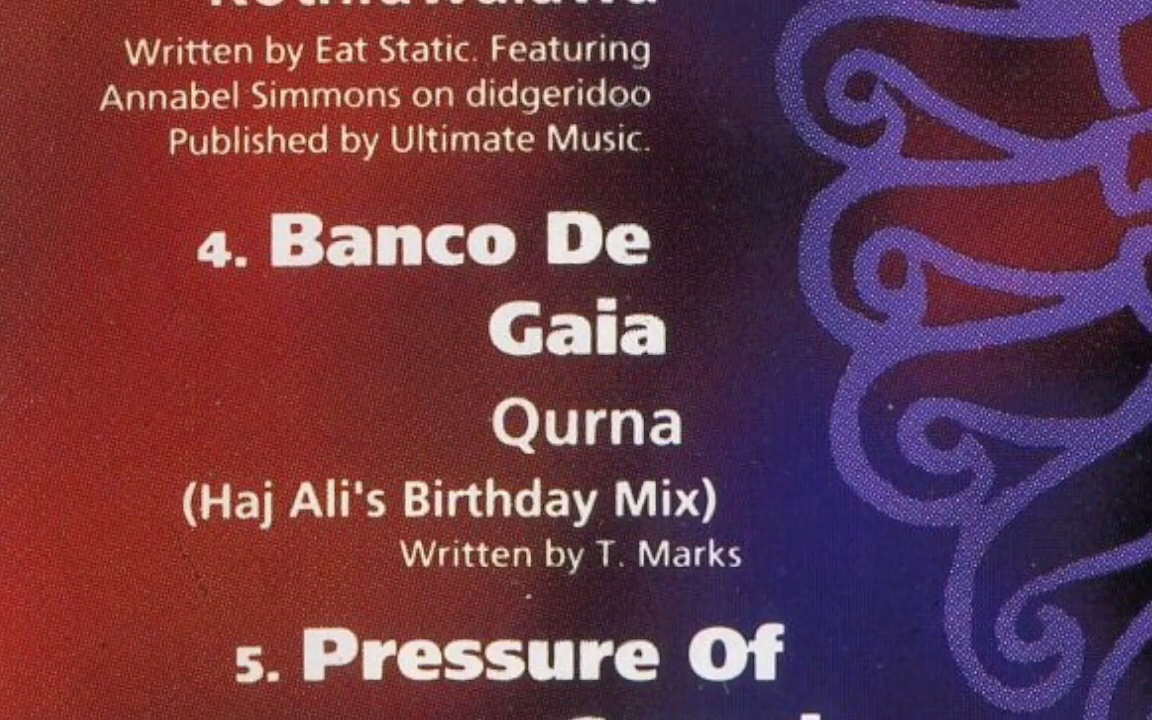 Written by Eat Static. Featuring
Annabel Simmons on didgeridoo
Published by Ultimate Music.
4. Banco De
Gaia
Qurna
(Haj Ali's Birthday Mix)
Written by T. Marks
5. Pressure Of